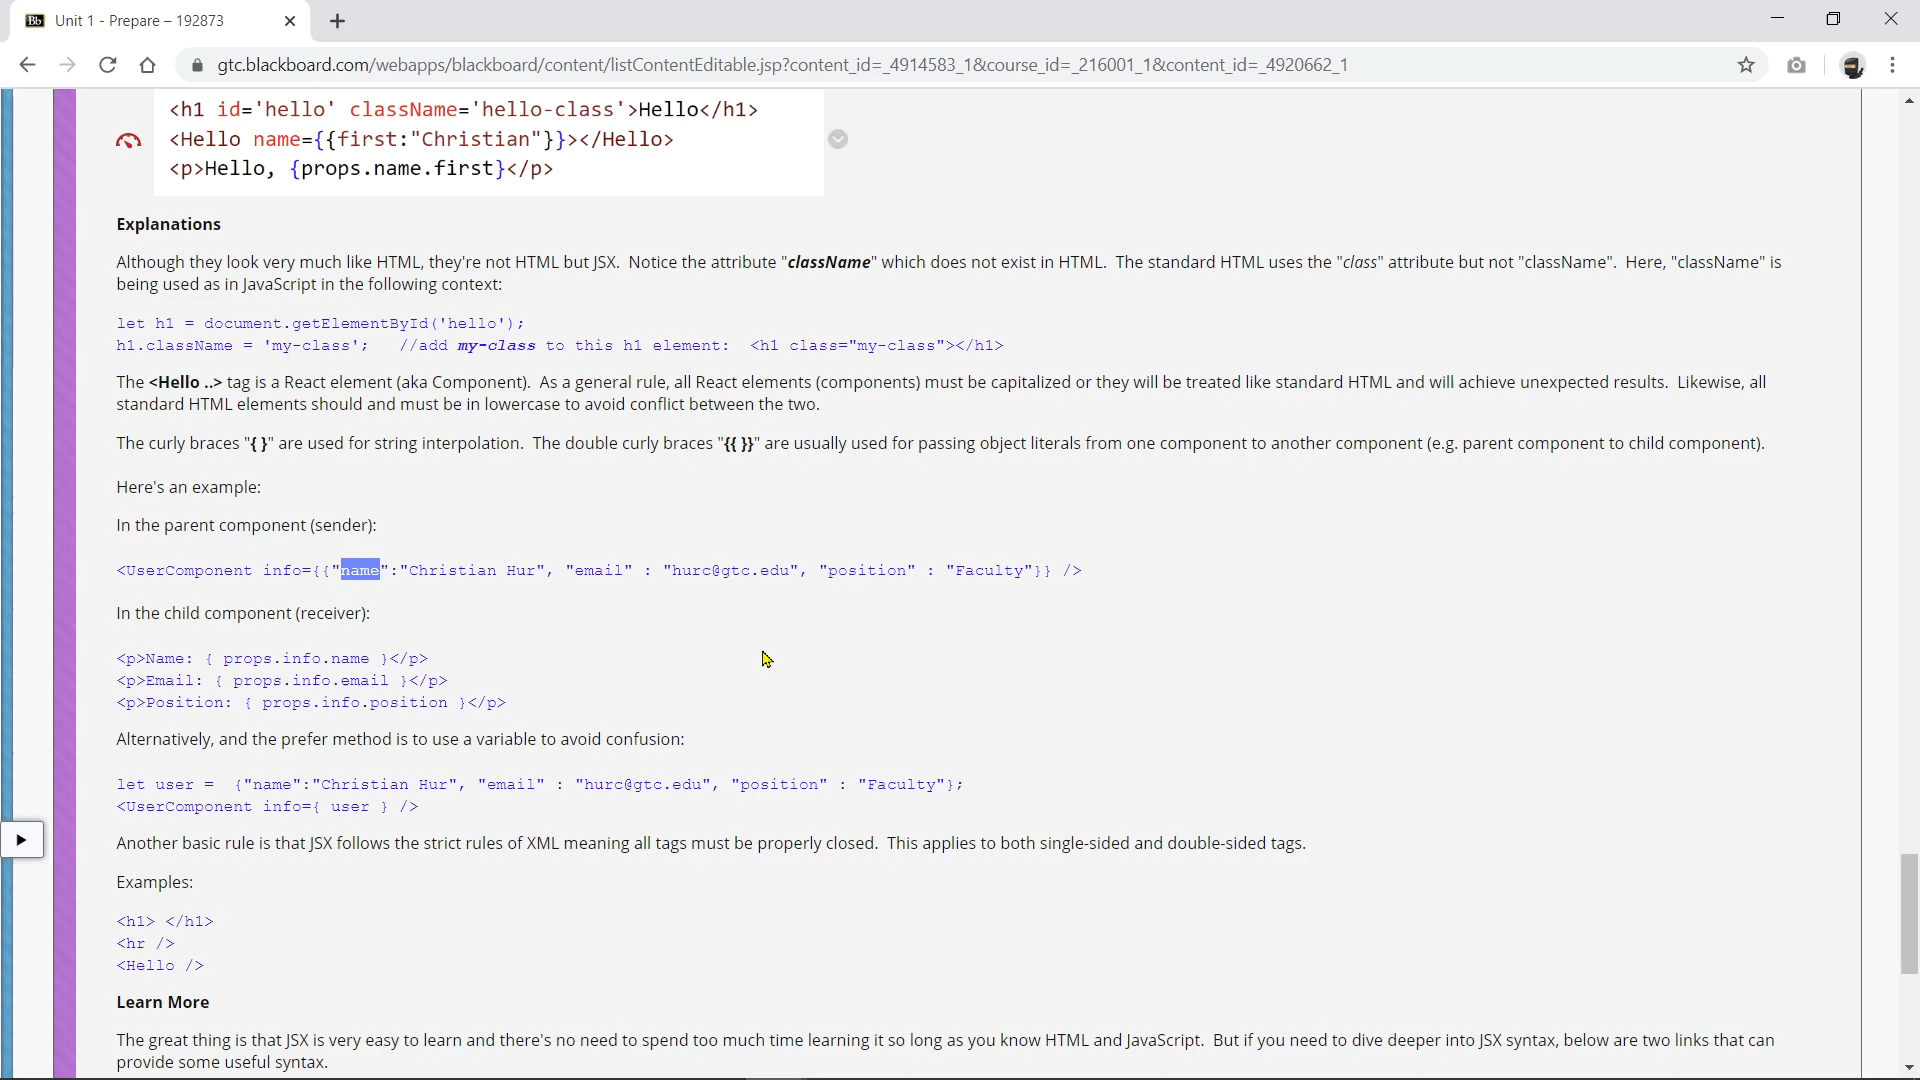 Unit 1 - Prepare – 192873
gtc.blackboard.com/webapps/blackboard/content/listContentEditable.jsp?content_id=_4914583_1&course_id=_216001_1&content_id=_4920662_1
<h1 id='hello' className='hello-class'>Hello</h1>
<Hello name={{first:"Christian"}}></Hello>
<p>Hello, {props.name.first}</p>
Explanations
Although they look very much like HTML, they're not HTML but JSX.  Notice the attribute "className" which does not exist in HTML.  The standard HTML uses the "class" attribute but not "className".  Here, "className" is
being used as in JavaScript in the following context:
let h1 = document.getElementById('hello');
h1.className = 'my-class';   //add my-class to this h1 element:  <h1 class="my-class"></h1>
The <Hello ..> tag is a React element (aka Component).  As a general rule, all React elements (components) must be capitalized or they will be treated like standard HTML and will achieve unexpected results.  Likewise, all
standard HTML elements should and must be in lowercase to avoid conflict between the two.
The curly braces "{ }" are used for string interpolation.  The double curly braces "{{ }}" are usually used for passing object literals from one component to another component (e.g. parent component to child component).
Here's an example:
In the parent component (sender):
<UserComponent info={{"name":"Christian Hur", "email" : "hurc@gtc.edu", "position" : "Faculty"}} />
In the child component (receiver):
<p>Name: { props.info.name }</p>
<p>Email: { props.info.email }</p>
<p>Position: { props.info.position }</p>
Alternatively, and the prefer method is to use a variable to avoid confusion:
let user =  {"name":"Christian Hur", "email" : "hurc@gtc.edu", "position" : "Faculty"};
<UserComponent info={ user } />
Another basic rule is that JSX follows the strict rules of XML meaning all tags must be properly closed.  This applies to both single-sided and double-sided tags.
Examples:
<h1> </h1>
<hr />
<Hello />
Learn More
The great thing is that JSX is very easy to learn and there's no need to spend too much time learning it so long as you know HTML and JavaScript.  But if you need to dive deeper into JSX syntax, below are two links that can
provide some useful syntax.